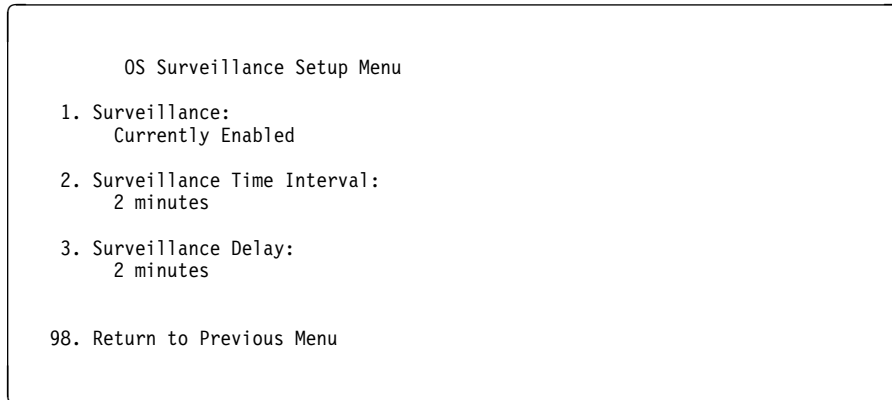 OS Surveillance Setup Menu
1. Surveillance:
Currently Enabled
2. Surveillance Time Interval:
2 minutes
3. Surveillance Delay:
2 minutes
98. Return to Previous Menu